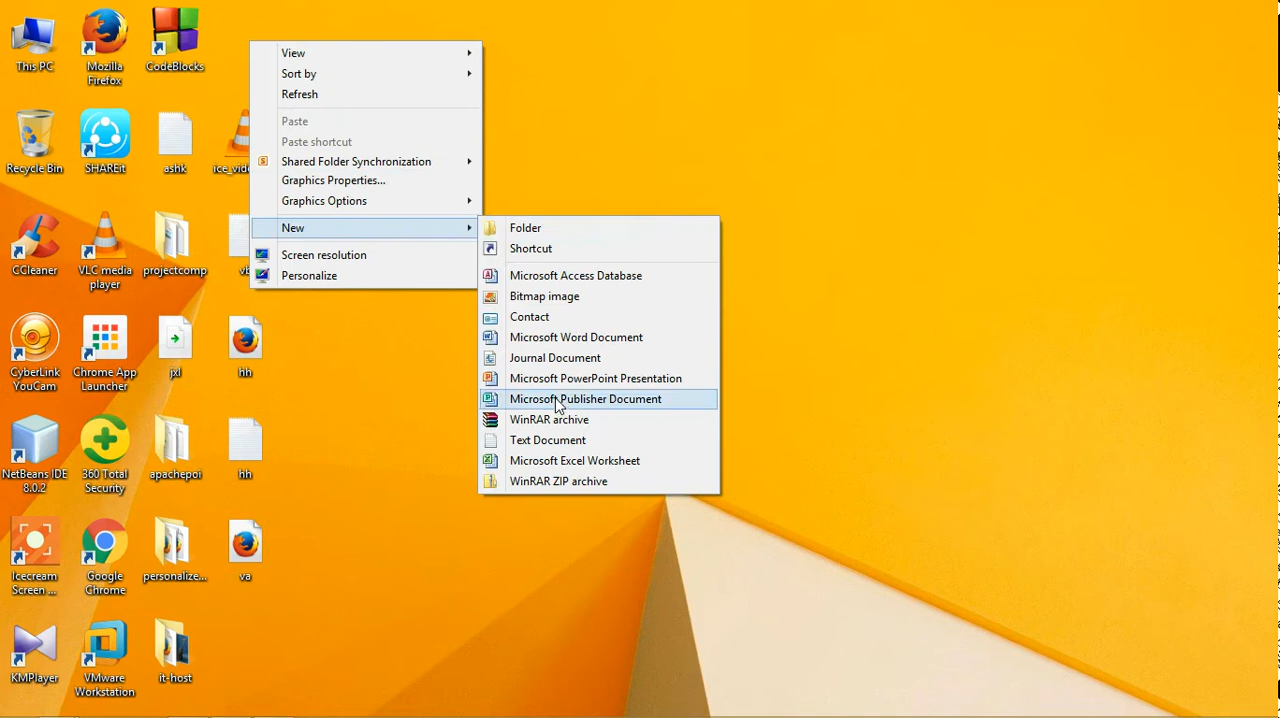 This PC
Mozilla
Firefox
CodeBlocks
Recycle Bin
SHAREit
ashk
ice_vid
CCleaner
VLC media
player
projectcomp
vb
CyberLink
YouCam
Chrome App
Launcher
jxl
hh
NetBeans IDE
8.0.2
360 Total
Security
apachepoi
hh
Icecream
Screen ...
Google
Chrome
personalize...
va
KMPlayer
VMware
Workstation
it-host
View
Sort by
Refresh
Paste
Paste shortcut
Shared Folder Synchronization
Graphics Properties...
Graphics Options
New
Screen resolution
Personalize
Folder
Shortcut
Microsoft Access Database
Bitmap image
Contact
Microsoft Word Document
Journal Document
Microsoft PowerPoint Presentation
Microsoft Publisher Document
WinRAR archive
Text Document
Microsoft Excel Worksheet
WinRAR ZIP archive